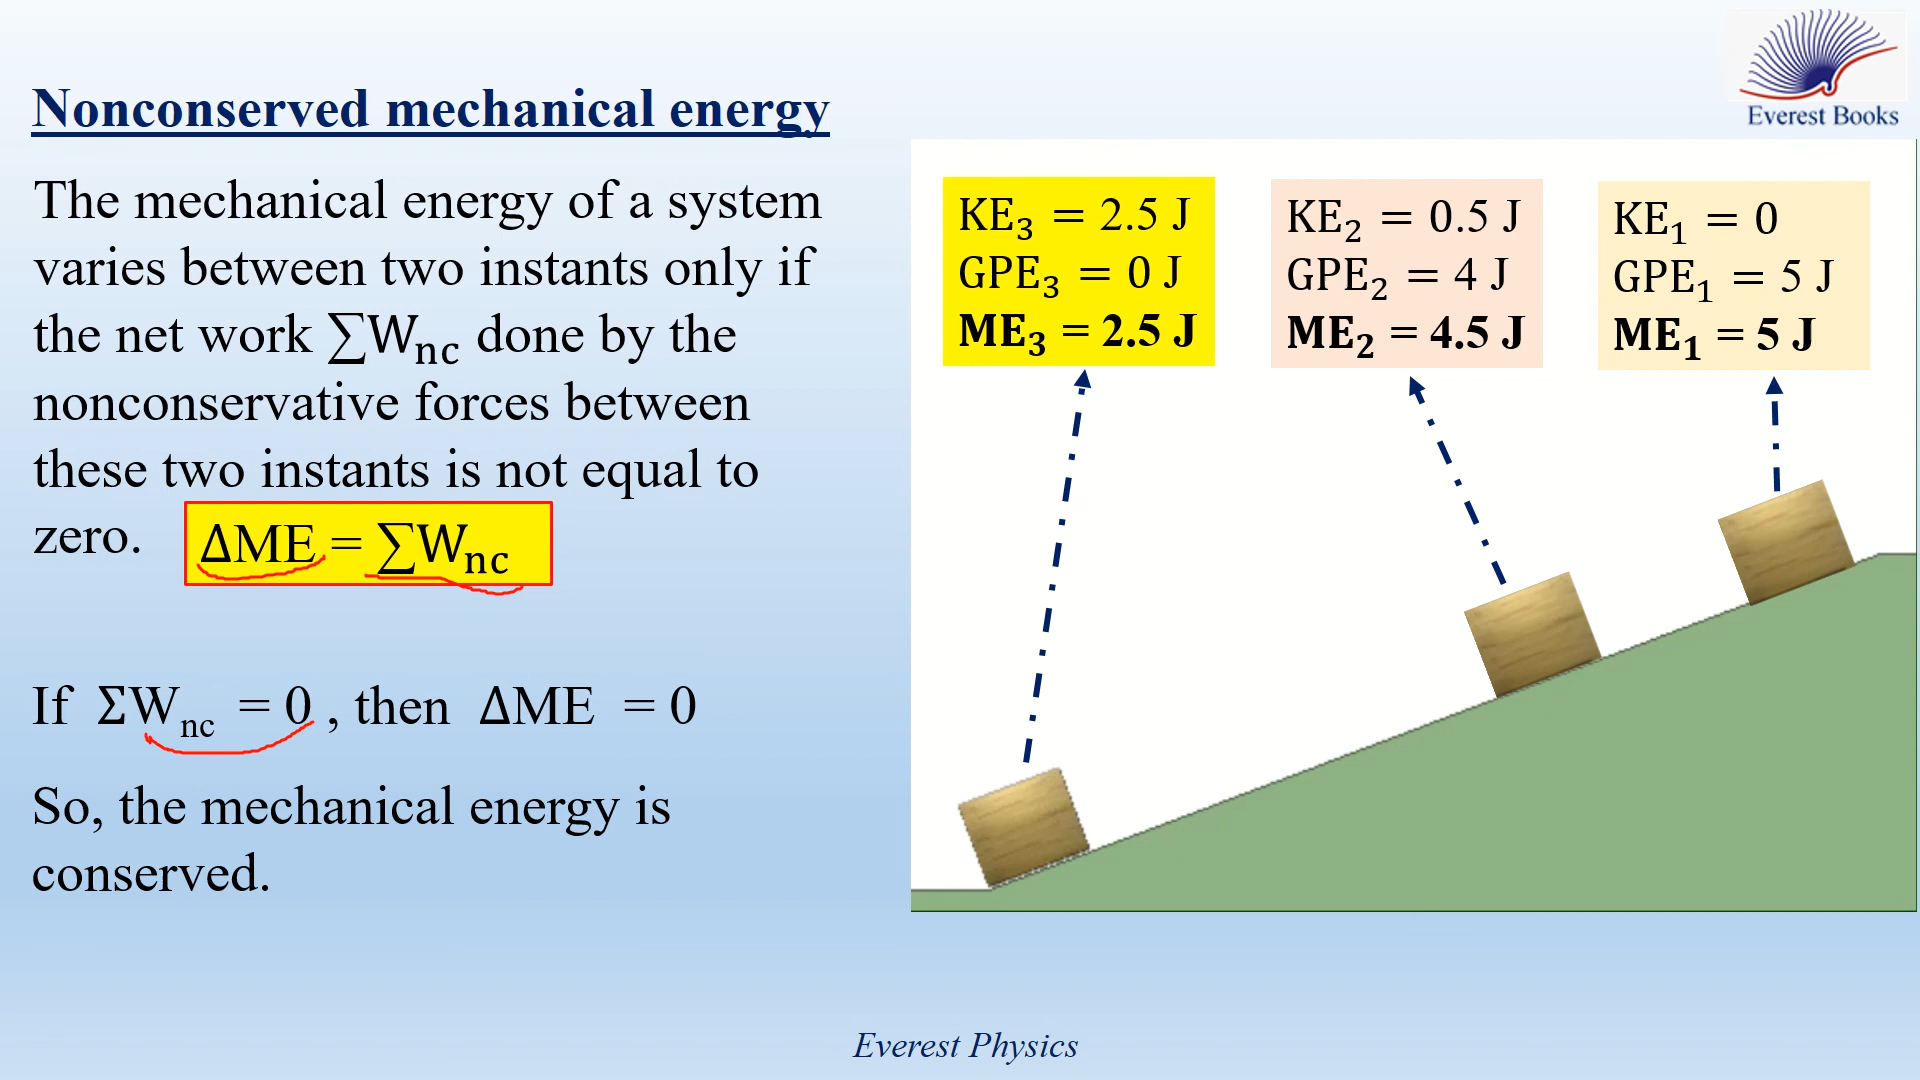 Everest Books
Nonconserved mechanical energy
The mechanical energy of a system
varies between two instants only if
the net work ∑W_nc done by the
nonconservative forces between
these two instants is not equal to
zero.
ΔME = ∑W_nc
If ΣW_nc = 0 , then ΔME = 0
So, the mechanical energy is
conserved.
KE₃ = 2.5 J
GPE₃ = 0 J
ME₃ = 2.5 J
KE₂ = 0.5 J
GPE₂ = 4 J
ME₂ = 4.5 J
KE₁ = 0
GPE₁ = 5 J
ME₁ = 5 J
Everest Physics